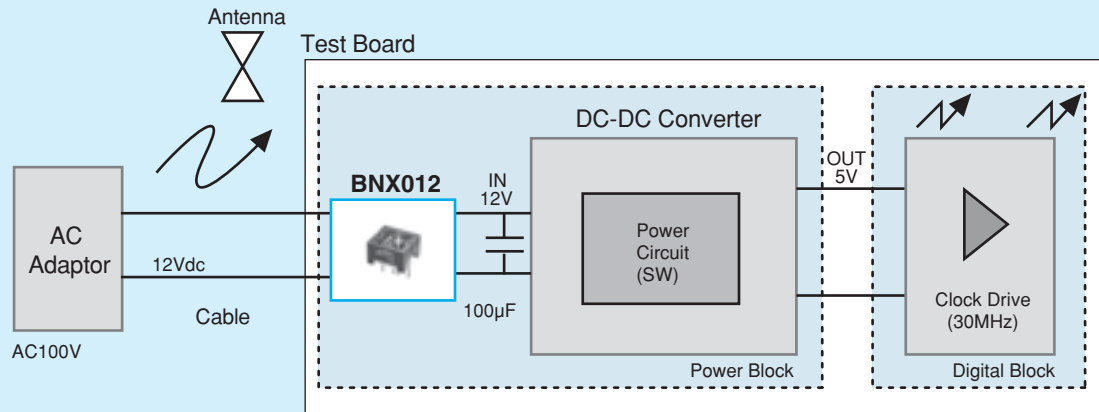 Antenna
Test Board
DC-DC Converter
BNX012
IN
12V
OUT
5V
AC
Adaptor
12Vdc
Power
Circuit
(SW)
100µF
Cable
Clock Drive
(30MHz)
AC100V
Power Block
Digital Block